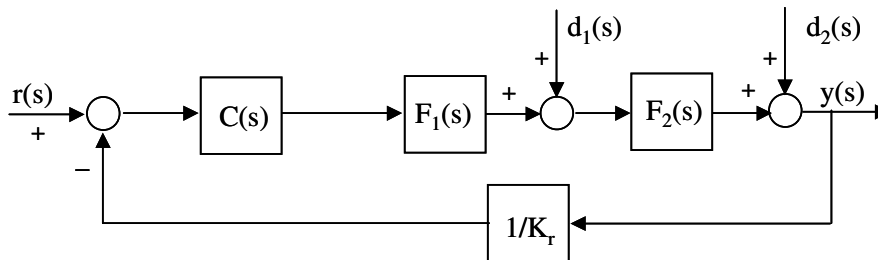 d₁(s)
d₂(s)
+
+
r(s)
+
C(s)
F₁(s)
+
F₂(s)
+
y(s)
−
1/Kᵣ